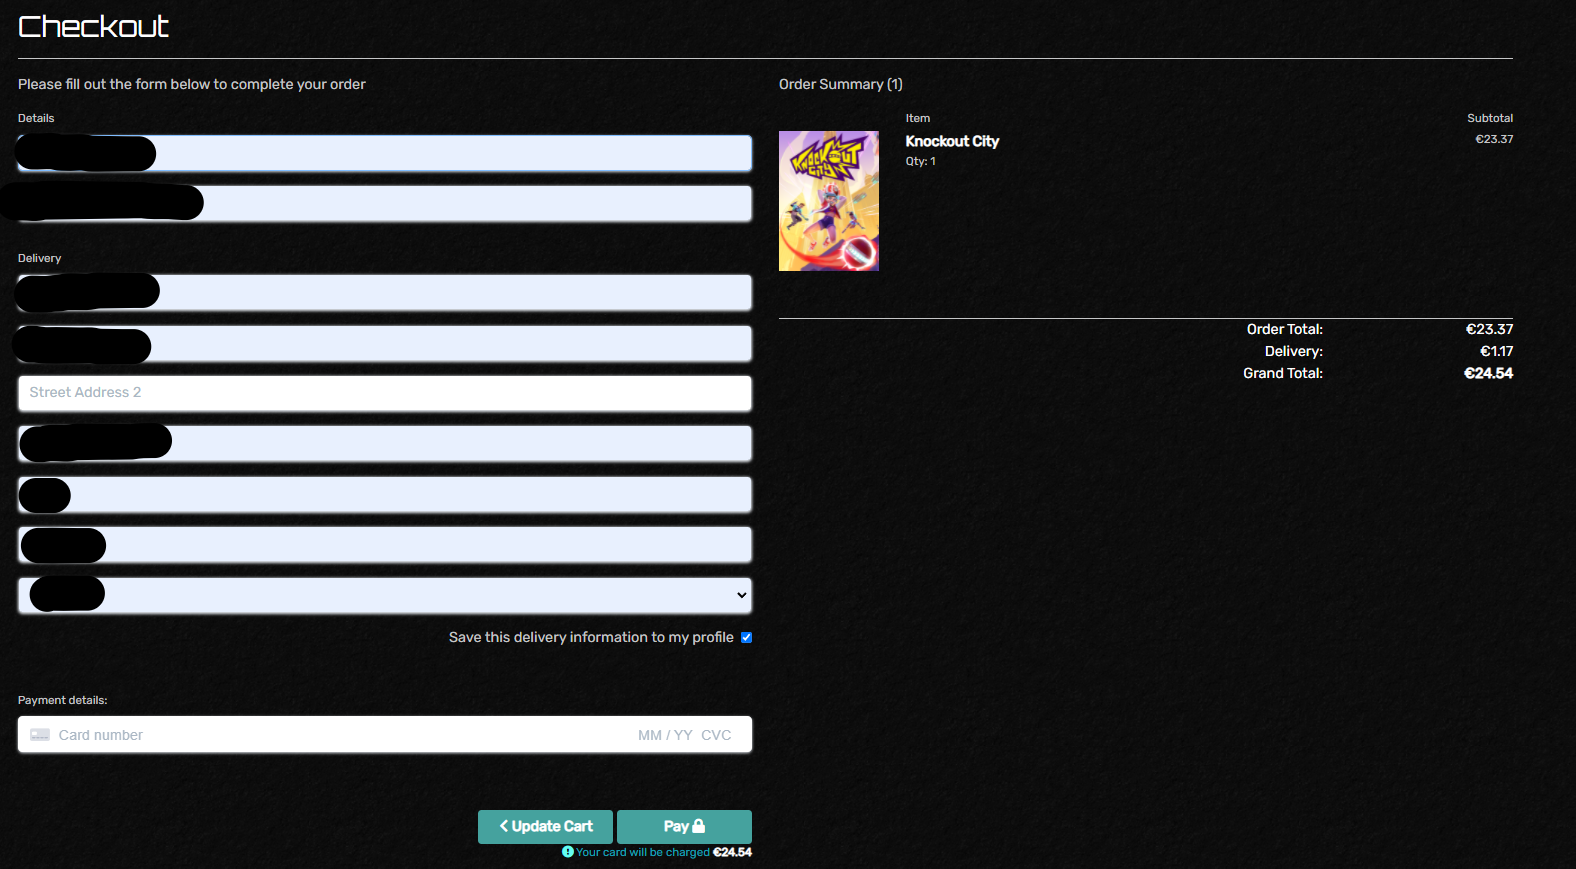 Checkout
Please fill out the form below to complete your order
Details
Delivery
Street Address 2
Save this delivery information to my profile
Payment details:
Card number MM / YY CVC
Update Cart
Pay
Your card will be charged €24.54
Order Summary (1)
Item Subtotal
KNOCKOUT
CITY
Knockout City €23.37
Qty: 1
Order Total: €23.37
Delivery: €1.17
Grand Total: €24.54